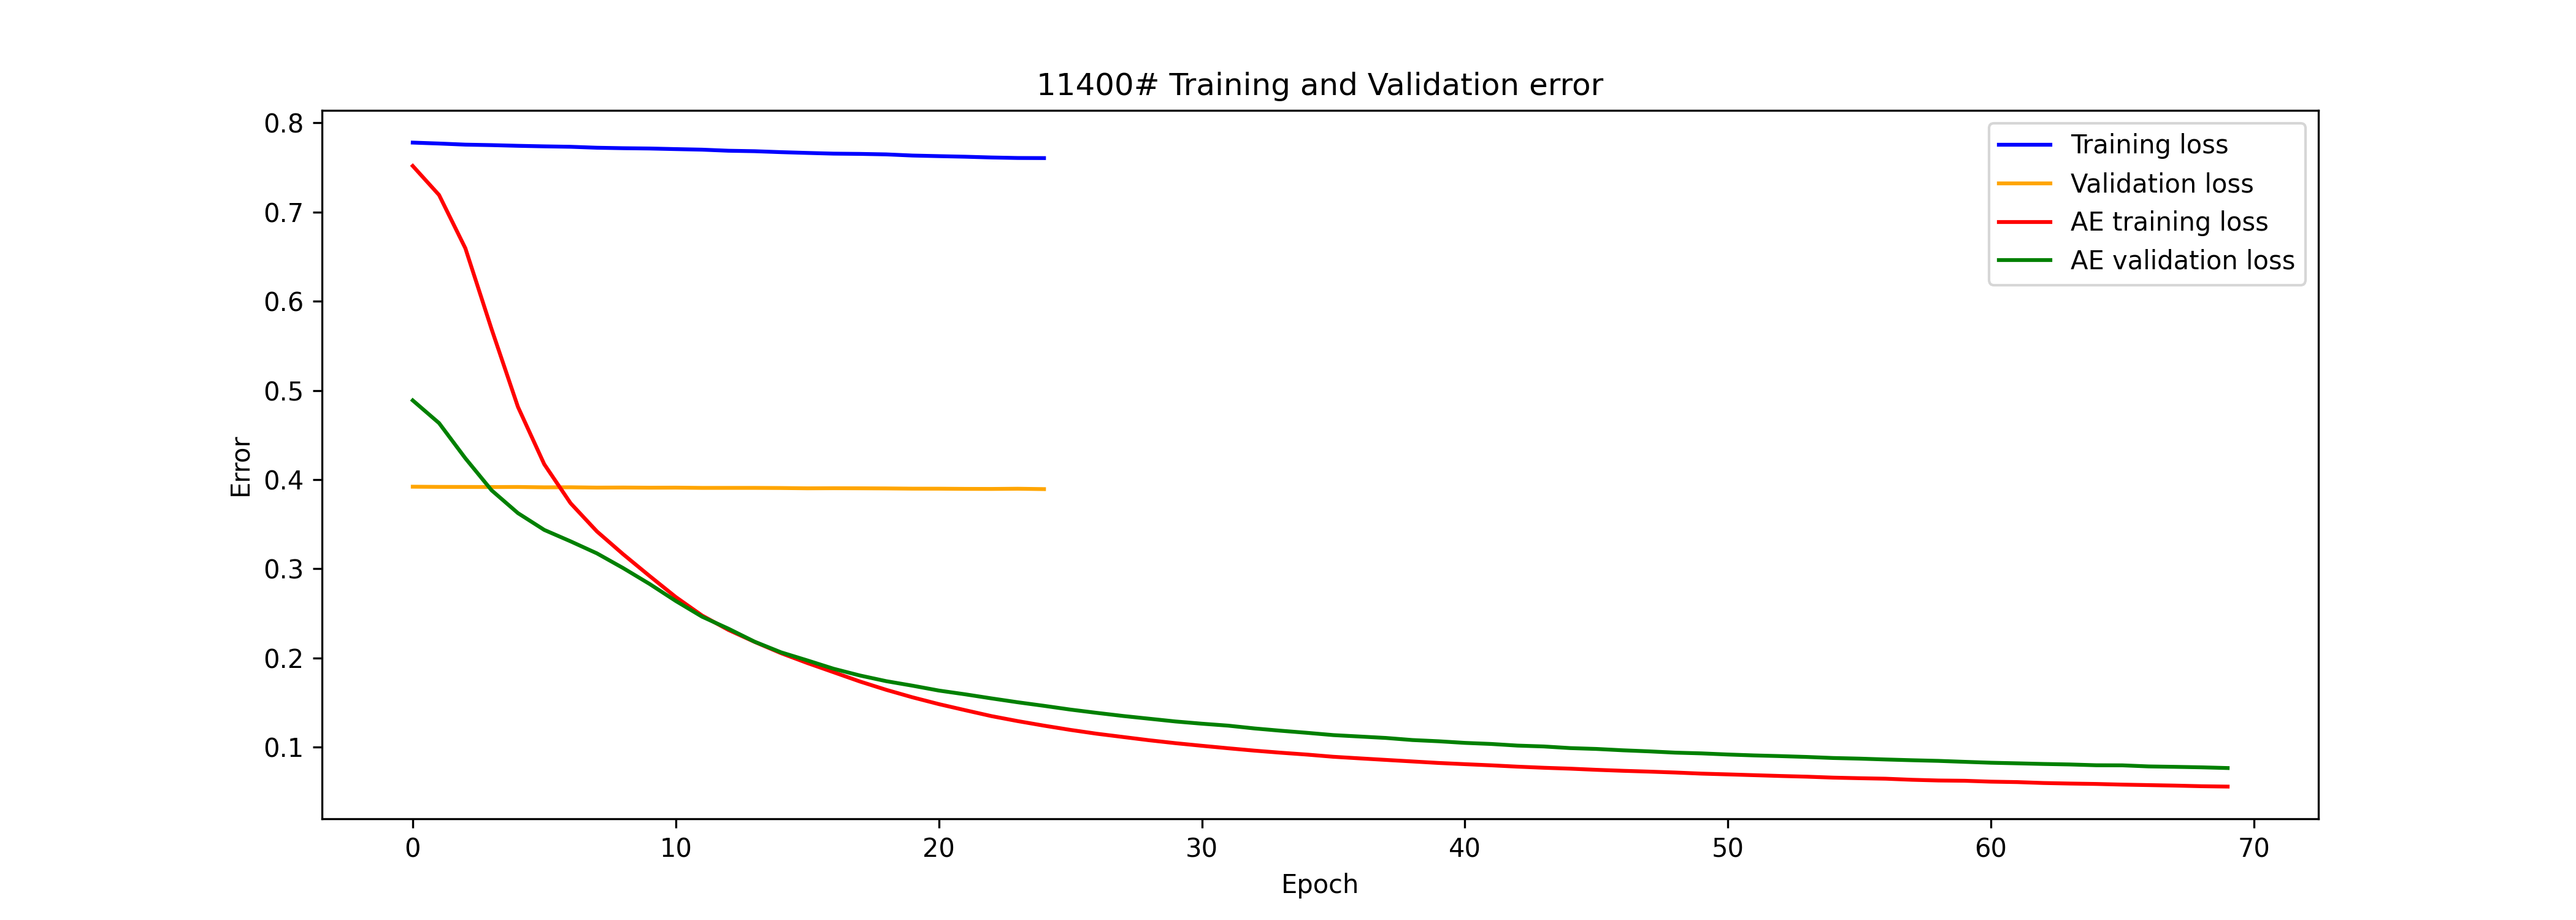 11400# Training and Validation error
Training loss
Validation loss
AE training loss
AE validation loss
0.8
0.7
0.6
0.5
0.4
0.3
0.2
0.1
Error
0 10 20 30 40 50 60 70
Epoch